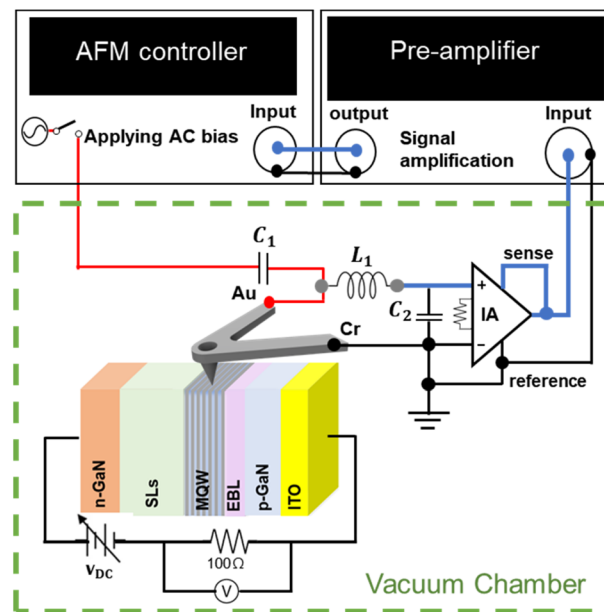 AFM controller
Pre-amplifier
Input
output
Input
Applying AC bias
Signal
amplification
C₁
L₁
sense
Au
C₂
+
IA
−
Cr
reference
n-GaN
SLs
MQW
EBL
p-GaN
ITO
V_DC
100Ω
V
Vacuum Chamber